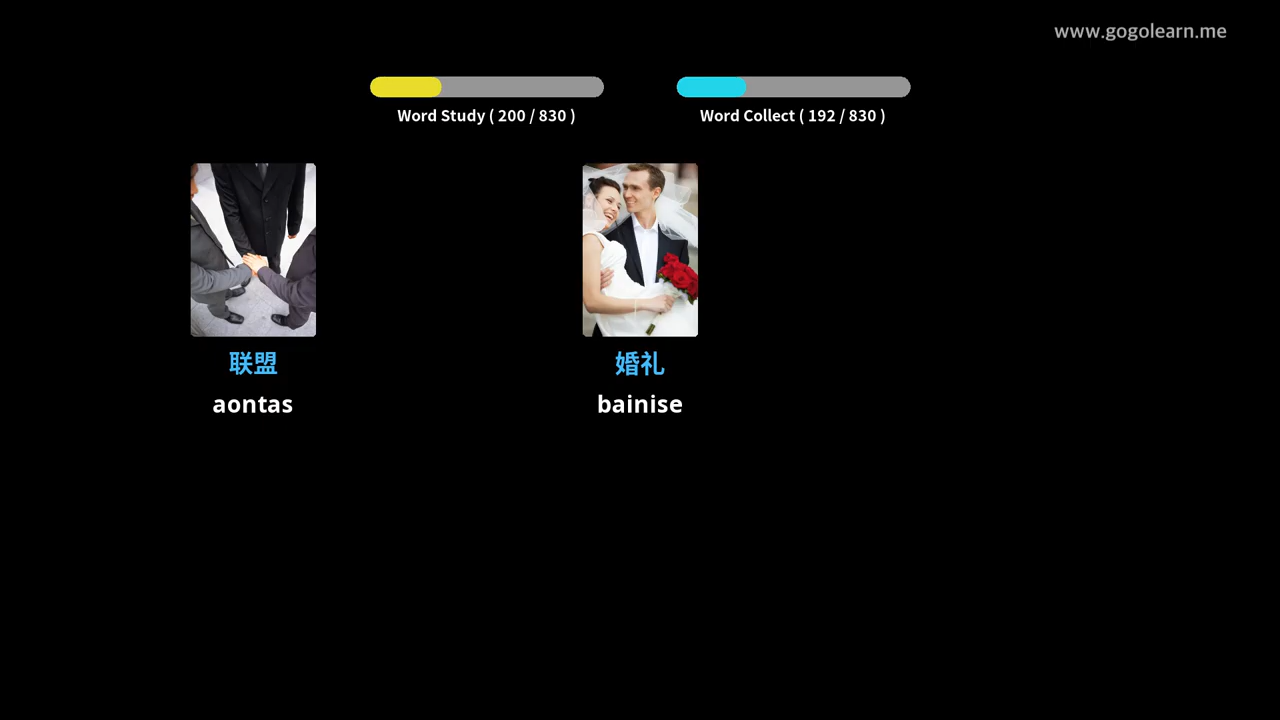 www.gogolearn.me
Word Study ( 200 / 830 )
Word Collect ( 192 / 830 )
联盟
aontas
婚礼
bainise